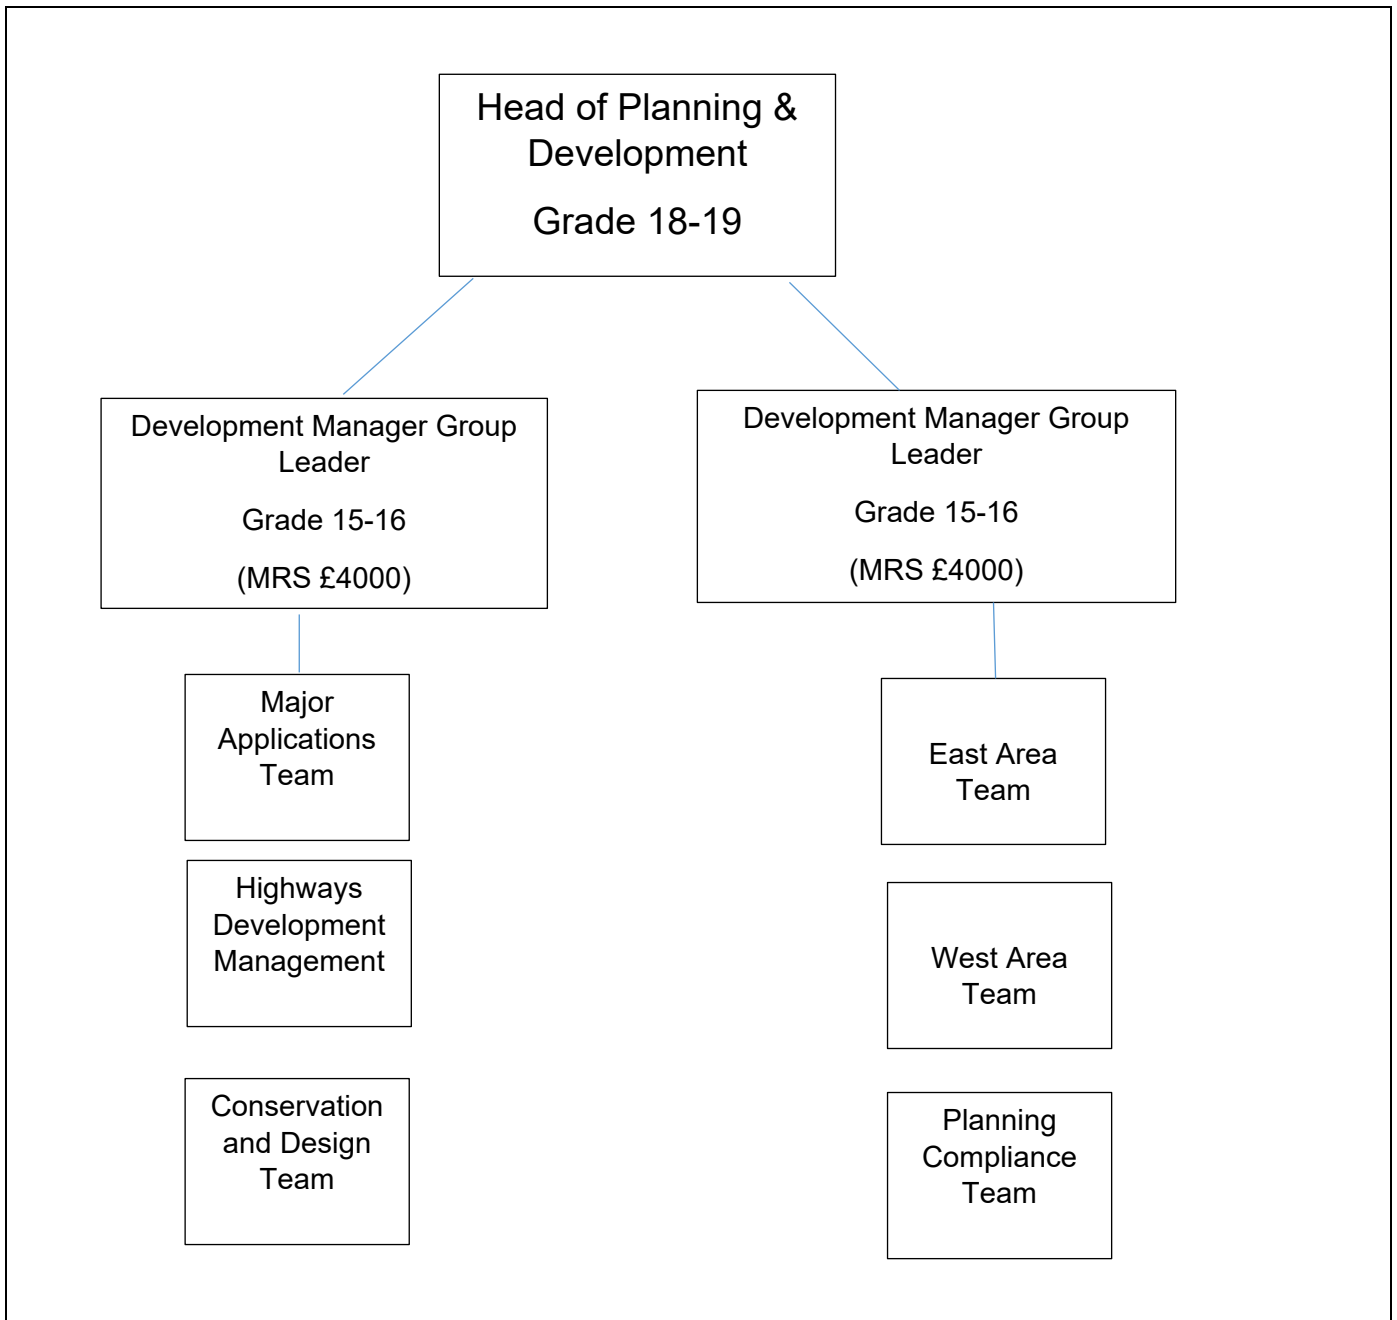 Head of Planning &
Development
Grade 18-19
Development Manager Group
Leader
Grade 15-16
(MRS £4000)
Development Manager Group
Leader
Grade 15-16
(MRS £4000)
Major
Applications
Team
Highways
Development
Management
Conservation
and Design
Team
East Area
Team
West Area
Team
Planning
Compliance
Team